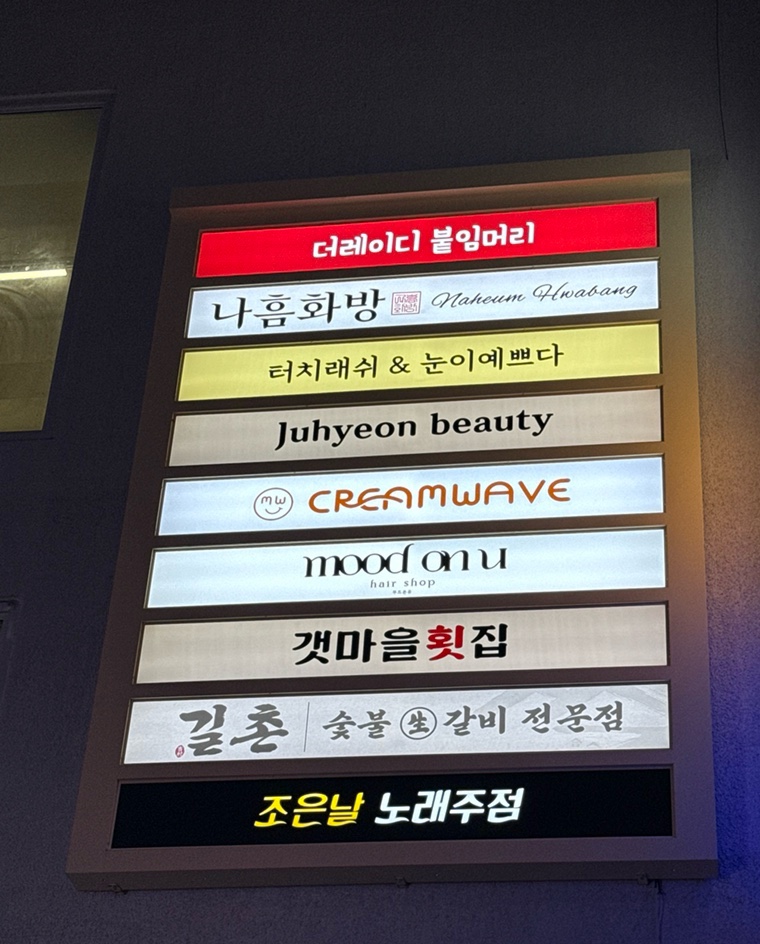 더레이디 붙임머리
나흠화방 Naheum Hwabang
터치래쉬 & 눈이예쁘다
Juhyeon beauty
MW CREAMWAVE
mood on u
hair shop
갯마을횟집
길촌 숯불 生 갈비 전문점
조은날 노래주점